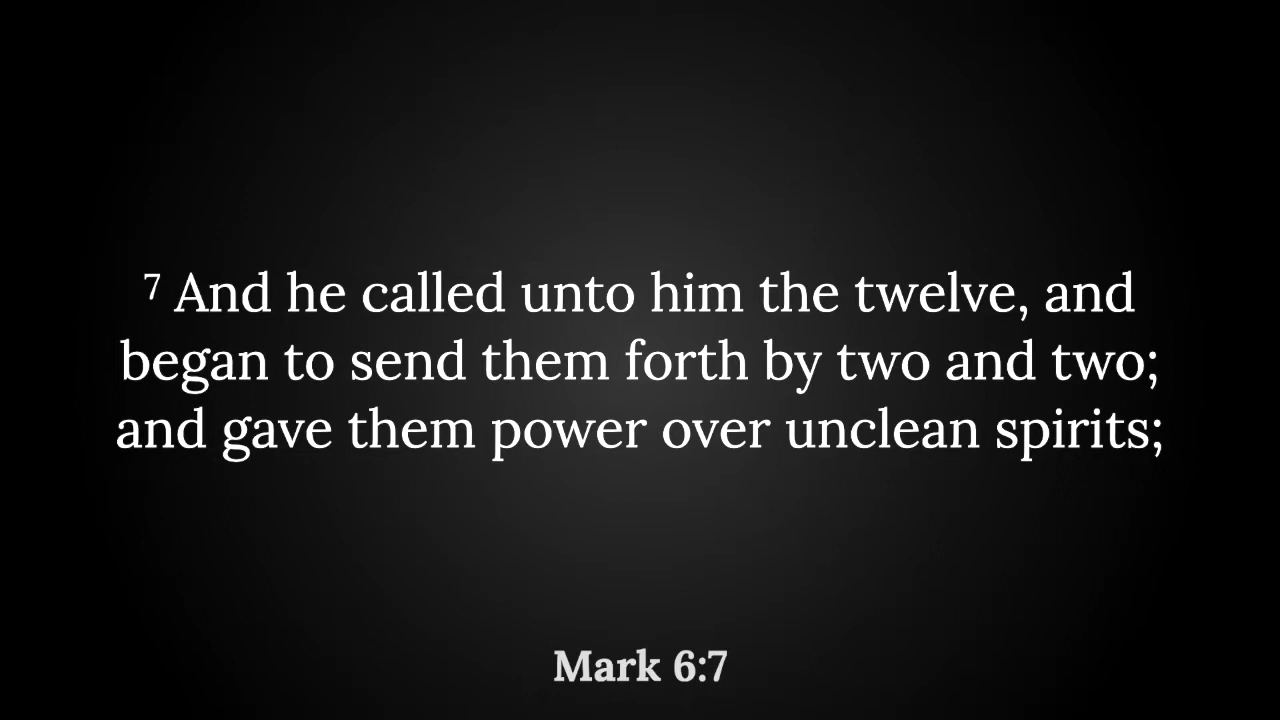 ⁷ And he called unto him the twelve, and
began to send them forth by two and two;
and gave them power over unclean spirits;
Mark 6:7